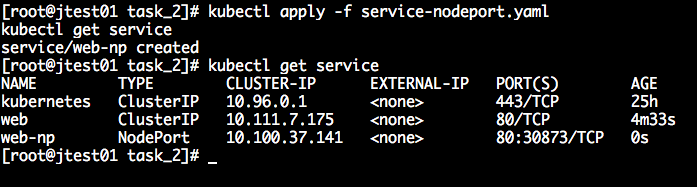 [root@jtest01 task_2]# kubectl apply -f service-nodeport.yaml
kubectl get service
service/web-np created
[root@jtest01 task_2]# kubectl get service
NAME TYPE CLUSTER-IP EXTERNAL-IP PORT(S) AGE
kubernetes ClusterIP 10.96.0.1 <none> 443/TCP 25h
web ClusterIP 10.111.7.175 <none> 80/TCP 4m33s
web-np NodePort 10.100.37.141 <none> 80:30873/TCP 0s
[root@jtest01 task_2]# _